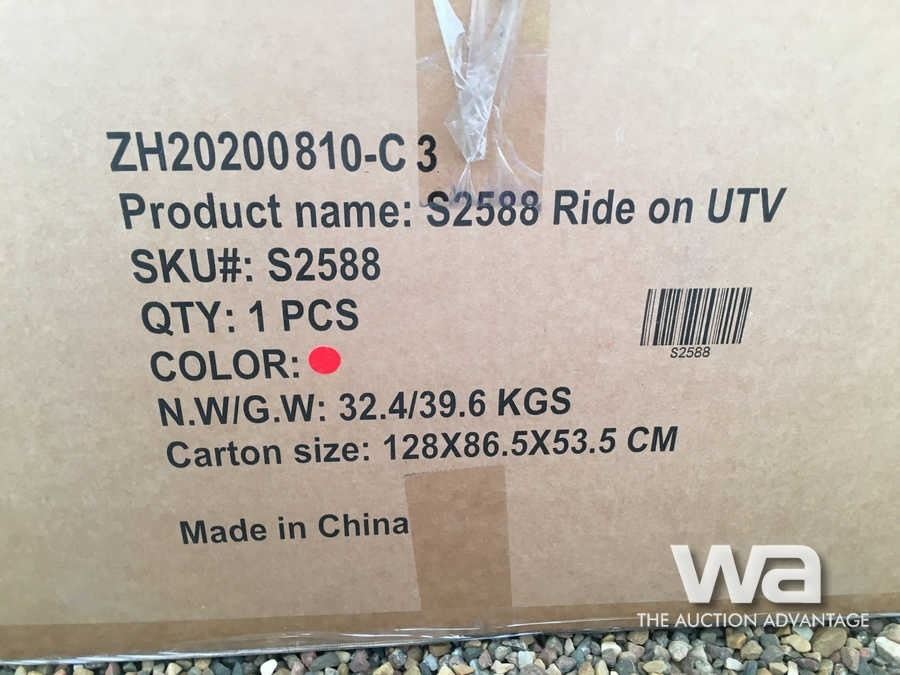 ZH20200810-C 3
Product name: S2588 Ride on UTV
SKU#: S2588
QTY: 1 PCS
COLOR:
N.W/G.W: 32.4/39.6 KGS
Carton size: 128X86.5X53.5 CM
Made in China
S2588
wa
THE AUCTION ADVANTAGE